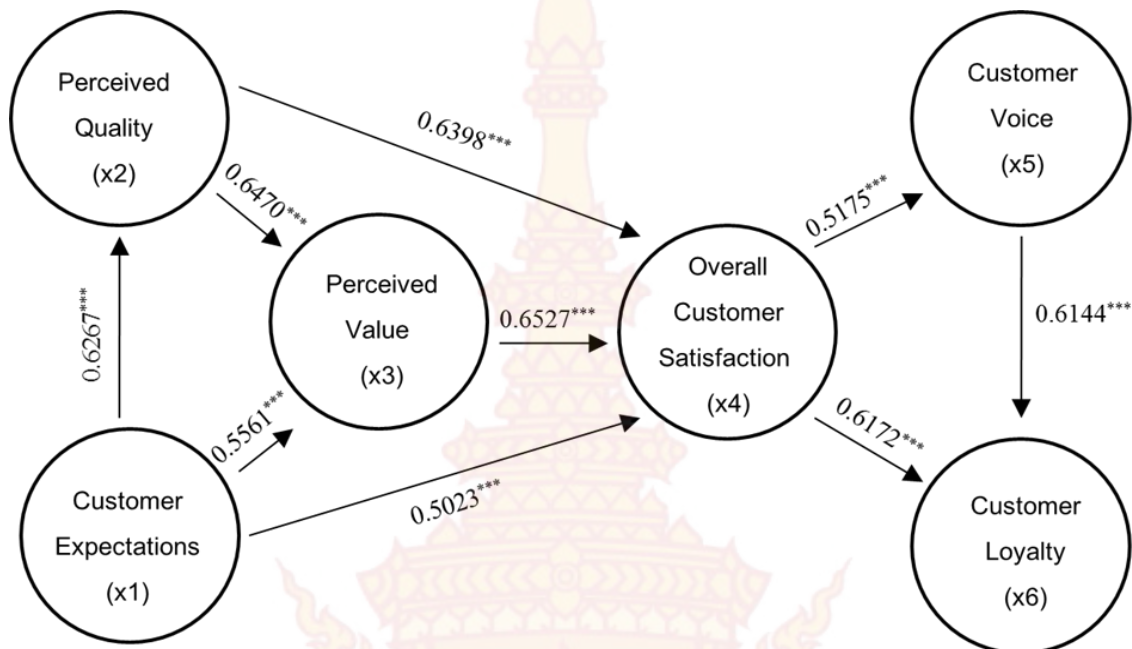 Perceived
Quality
(x2)
0.6398***
Customer
Voice
(x5)
0.6470***
0.5175***
Perceived
Value
(x3)
0.6527***
Overall
Customer
Satisfaction
(x4)
0.6144***
0.6267***
0.5561***
0.6172***
Customer
Expectations
(x1)
0.5023***
Customer
Loyalty
(x6)